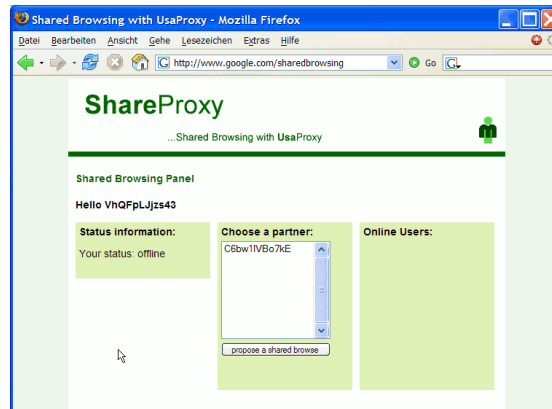 Shared Browsing with UsaProxy - Mozilla Firefox
Datei Bearbeiten Ansicht Gehe Lesezeichen Extras Hilfe
http://www.google.com/sharedbrowsing Go G
ShareProxy
...Shared Browsing with UsaProxy
Shared Browsing Panel
Hello VhQFpLJjzs43
Status information:
Your status: offline
Choose a partner:
C6bw1IVBo7kE
propose a shared browse
Online Users: